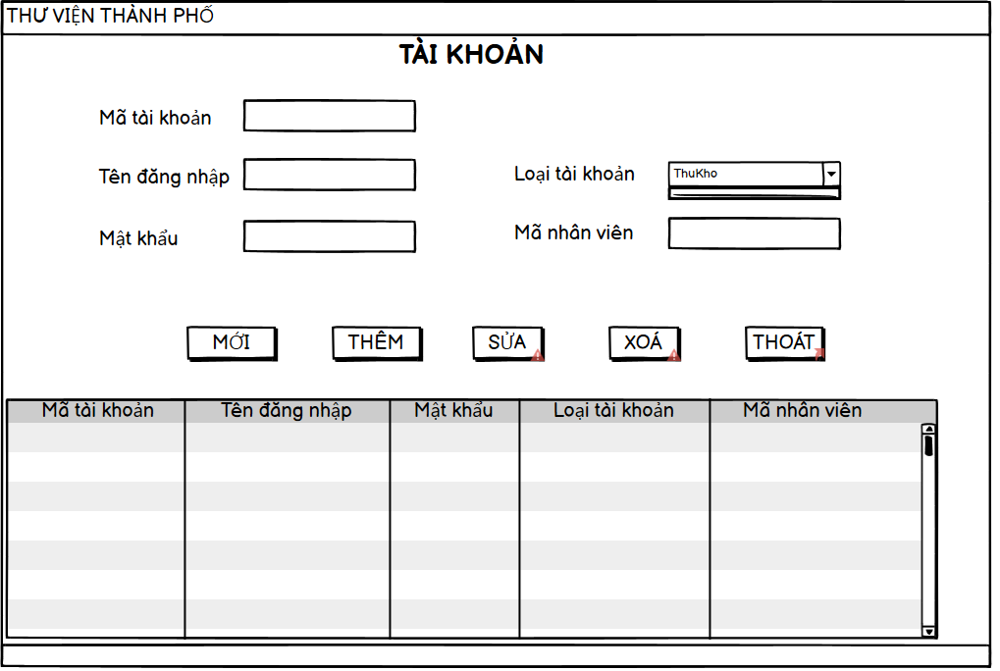 THƯ VIỆN THÀNH PHỐ
TÀI KHOẢN
Mã tài khoản
Tên đăng nhập
Loại tài khoản
ThuKho
Mật khẩu
Mã nhân viên
MỚI
THÊM
SỬA
XOÁ
THOÁT
Mã tài khoản
Tên đăng nhập
Mật khẩu
Loại tài khoản
Mã nhân viên